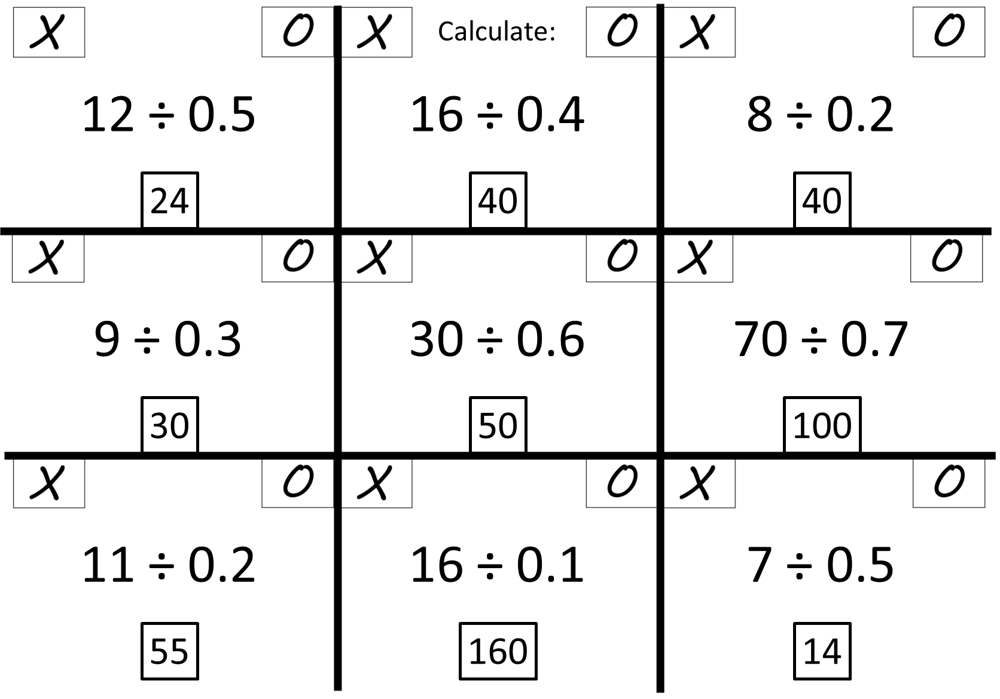 X O X Calculate: O X O
12 ÷ 0.5 16 ÷ 0.4 8 ÷ 0.2
24 40 40
X O X O X O
9 ÷ 0.3 30 ÷ 0.6 70 ÷ 0.7
30 50 100
X O X O X O
11 ÷ 0.2 16 ÷ 0.1 7 ÷ 0.5
55 160 14